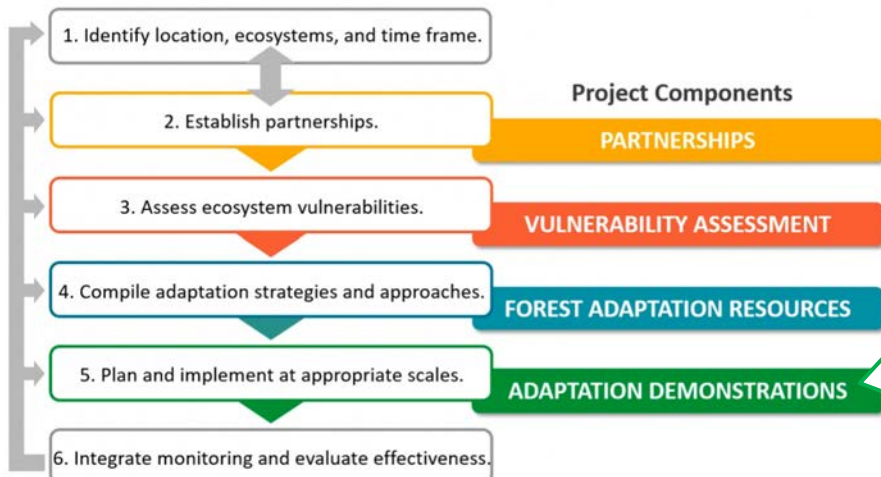 1. Identify location, ecosystems, and time frame.
Project Components
2. Establish partnerships.
PARTNERSHIPS
3. Assess ecosystem vulnerabilities.
VULNERABILITY ASSESSMENT
4. Compile adaptation strategies and approaches.
FOREST ADAPTATION RESOURCES
5. Plan and implement at appropriate scales.
ADAPTATION DEMONSTRATIONS
6. Integrate monitoring and evaluate effectiveness.